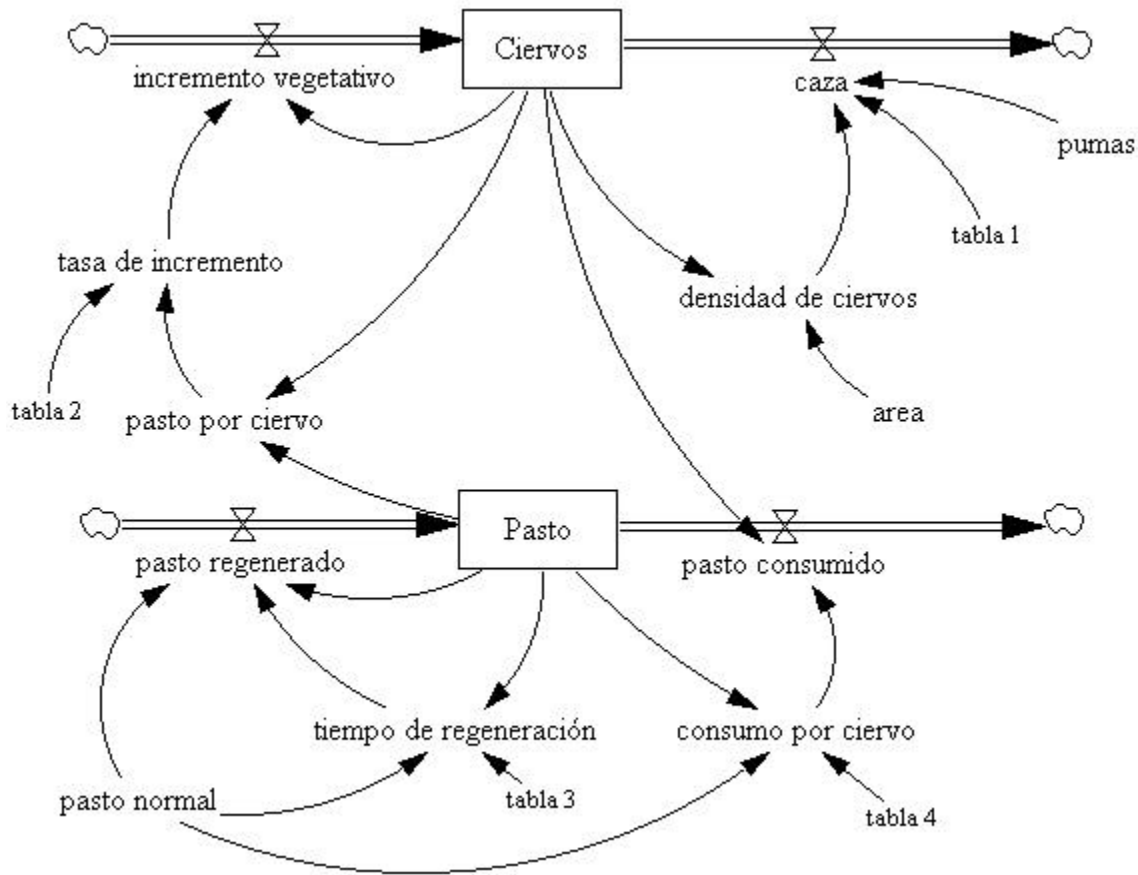 Ciervos
incremento vegetativo
caza
pumas
tabla 1
tasa de incremento
densidad de ciervos
tabla 2
pasto por ciervo
area
Pasto
pasto regenerado
pasto consumido
tiempo de regeneración
consumo por ciervo
pasto normal
tabla 3
tabla 4